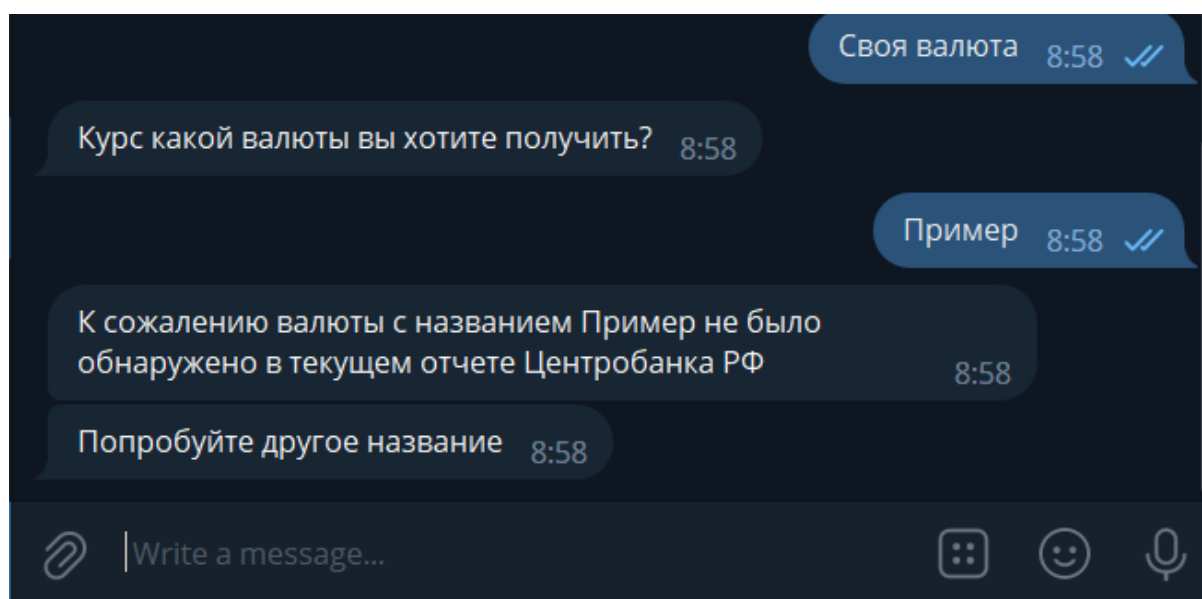 Своя валюта 8:58
Курс какой валюты вы хотите получить? 8:58
Пример 8:58
К сожалению валюты с названием Пример не было
обнаружено в текущем отчете Центробанка РФ 8:58
Попробуйте другое название 8:58
Write a message...